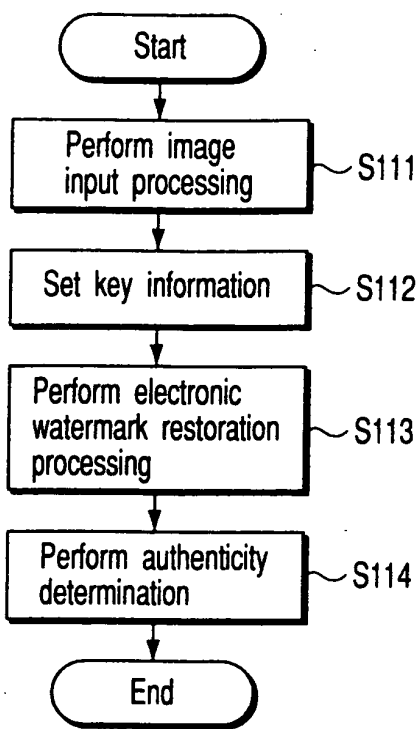 Start
Perform image
input processing
S111
Set key information
S112
Perform electronic
watermark restoration
processing
S113
Perform authenticity
determination
S114
End